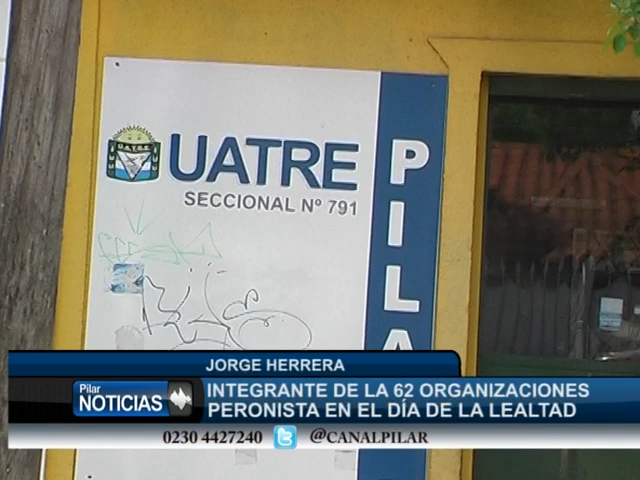 U.A.T.R.E.
UATRE
SECCIONAL Nº 791
PILA
JORGE HERRERA
Pilar
NOTICIAS
INTEGRANTE DE LA 62 ORGANIZACIONES
PERONISTA EN EL DÍA DE LA LEALTAD
0230 4427240 @CANALPILAR